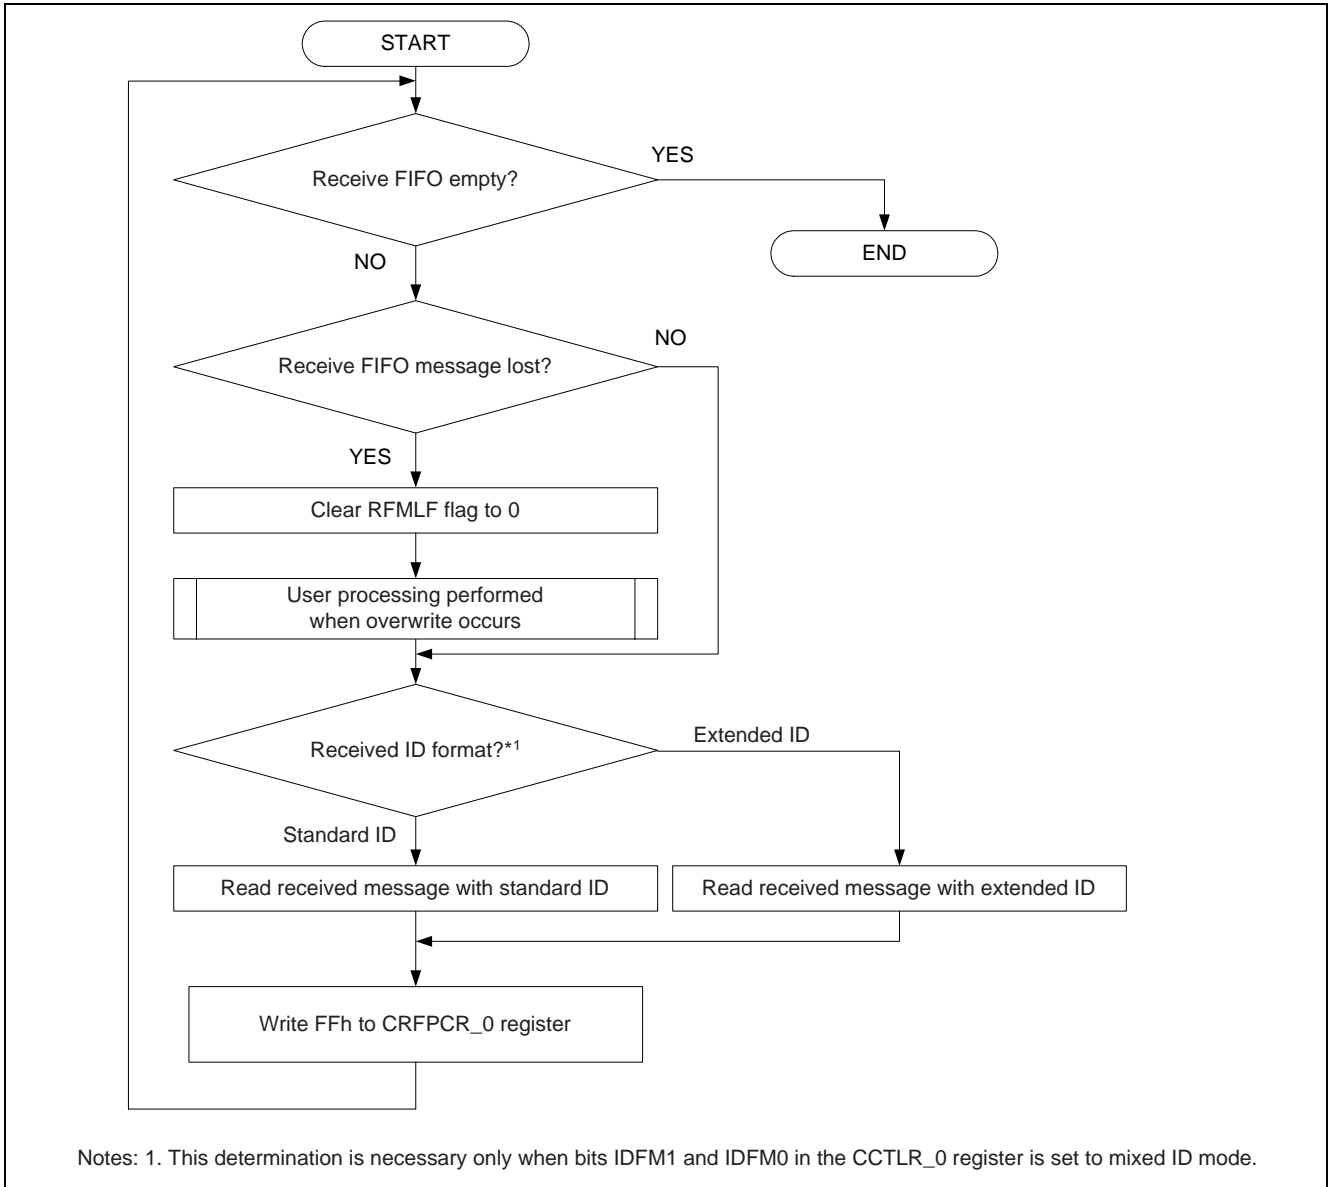 START
Receive FIFO empty?
YES
END
NO
Receive FIFO message lost?
NO
YES
Clear RFMLF flag to 0
User processing performed
when overwrite occurs
Received ID format?*1
Extended ID
Standard ID
Read received message with standard ID
Read received message with extended ID
Write FFh to CRFPCR_0 register
Notes: 1. This determination is necessary only when bits IDFM1 and IDFM0 in the CCTLR_0 register is set to mixed ID mode.